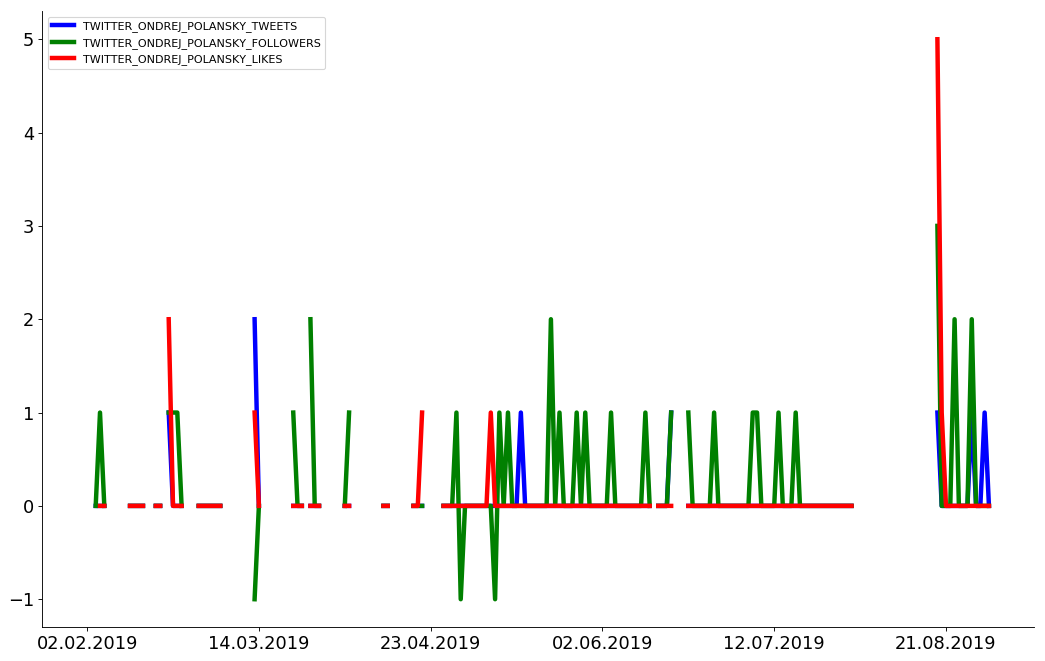 TWITTER_ONDREJ_POLANSKY_TWEETS
TWITTER_ONDREJ_POLANSKY_FOLLOWERS
TWITTER_ONDREJ_POLANSKY_LIKES
5
4
3
2
1
0
−1
02.02.2019 14.03.2019 23.04.2019 02.06.2019 12.07.2019 21.08.2019